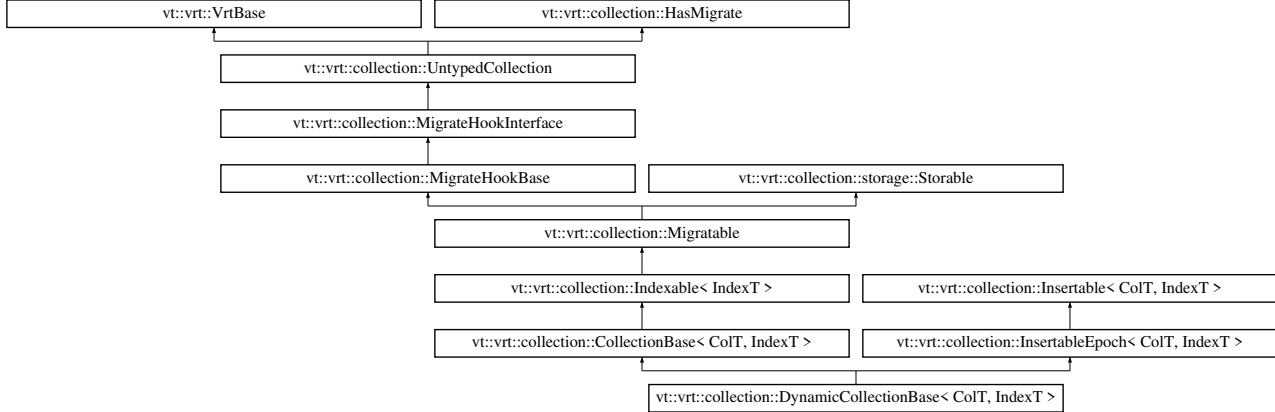 vt::vrt::VrtBase
vt::vrt::collection::HasMigrate
vt::vrt::collection::UntypedCollection
vt::vrt::collection::MigrateHookInterface
vt::vrt::collection::MigrateHookBase
vt::vrt::collection::storage::Storable
vt::vrt::collection::Migratable
vt::vrt::collection::Indexable< IndexT >
vt::vrt::collection::Insertable< ColT, IndexT >
vt::vrt::collection::CollectionBase< ColT, IndexT >
vt::vrt::collection::InsertableEpoch< ColT, IndexT >
vt::vrt::collection::DynamicCollectionBase< ColT, IndexT >